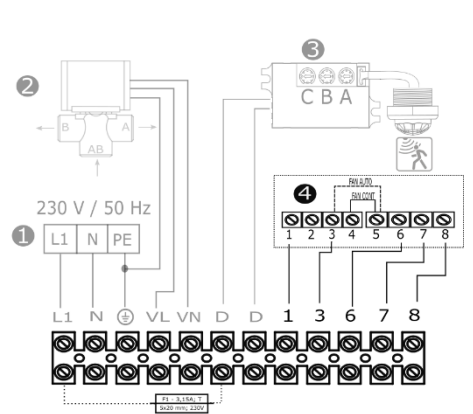 3
2
C B A
B A
AB
4
FAN AUTO
FAN CONT
230 V / 50 Hz
1 2 3 4 5 6 7 8
1
L1 N PE
L1 N VL VN D D 1 3 6 7 8
F1 - 3,15A; T
5x20 mm; 230V